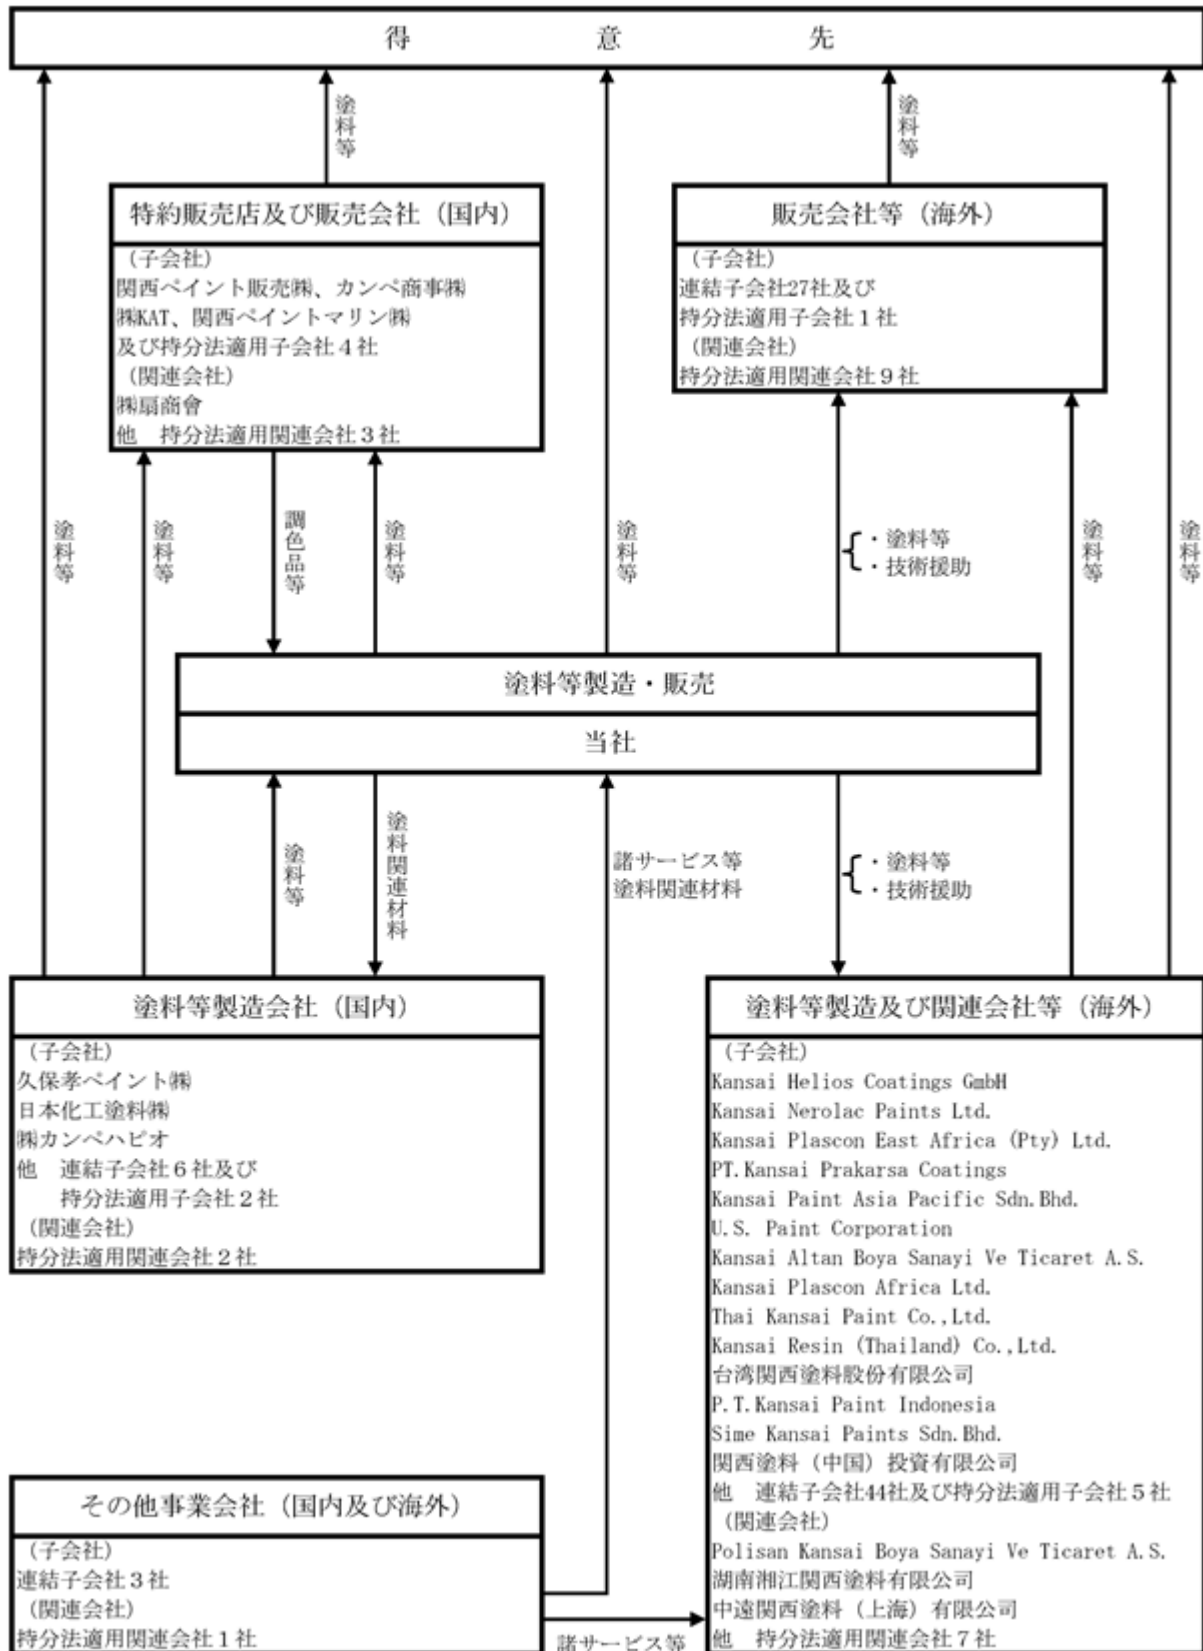 得意先
塗料等
塗料等
特約販売店及び販売会社（国内）
（子会社）
関西ペイント販売㈱、カンペ商事㈱
㈱KAT、関西ペイントマリン㈱
及び持分法適用子会社４社
（関連会社）
㈱扇商會
他　持分法適用関連会社３社
販売会社等（海外）
（子会社）
連結子会社27社及び
持分法適用子会社１社
（関連会社）
持分法適用関連会社９社
塗料等
塗料等
調色品等
塗料等
塗料等
・塗料等
・技術援助
塗料等
塗料等
塗料等製造・販売
当社
塗料等
塗料関連材料
諸サービス等
塗料関連材料
・塗料等
・技術援助
塗料等製造会社（国内）
（子会社）
久保孝ペイント㈱
日本化工塗料㈱
㈱カンペハピオ
他　連結子会社６社及び
持分法適用子会社２社
（関連会社）
持分法適用関連会社２社
塗料等製造及び関連会社等（海外）
（子会社）
Kansai Helios Coatings GmbH
Kansai Nerolac Paints Ltd.
Kansai Plascon East Africa (Pty) Ltd.
PT.Kansai Prakarsa Coatings
Kansai Paint Asia Pacific Sdn.Bhd.
U.S. Paint Corporation
Kansai Altan Boya Sanayi Ve Ticaret A.S.
Kansai Plascon Africa Ltd.
Thai Kansai Paint Co.,Ltd.
Kansai Resin (Thailand) Co.,Ltd.
台湾関西塗料股份有限公司
P.T.Kansai Paint Indonesia
Sime Kansai Paints Sdn.Bhd.
関西塗料（中国）投資有限公司
他　連結子会社44社及び持分法適用子会社５社
（関連会社）
Polisan Kansai Boya Sanayi Ve Ticaret A.S.
湖南湘江関西塗料有限公司
中遠関西塗料（上海）有限公司
他　持分法適用関連会社７社
その他事業会社（国内及び海外）
（子会社）
連結子会社３社
（関連会社）
持分法適用関連会社１社
諸サービス等